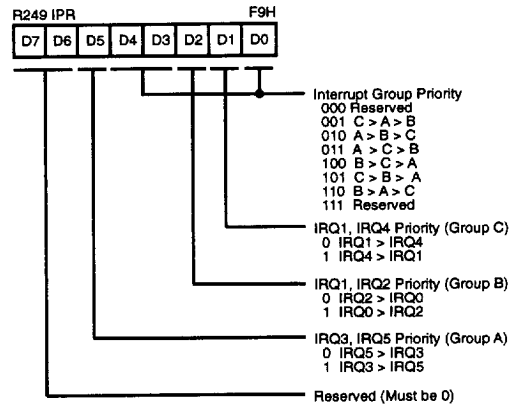 R249 IPR F9H
D7 D6 D5 D4 D3 D2 D1 D0
Interrupt Group Priority
000 Reserved
001 C > A > B
010 A > B > C
011 A > C > B
100 B > C > A
101 C > B > A
110 B > A > C
111 Reserved
IRQ1, IRQ4 Priority (Group C)
0 IRQ1 > IRQ4
1 IRQ4 > IRQ1
IRQ1, IRQ2 Priority (Group B)
0 IRQ2 > IRQ0
1 IRQ0 > IRQ2
IRQ3, IRQ5 Priority (Group A)
0 IRQ5 > IRQ3
1 IRQ3 > IRQ5
Reserved (Must be 0)